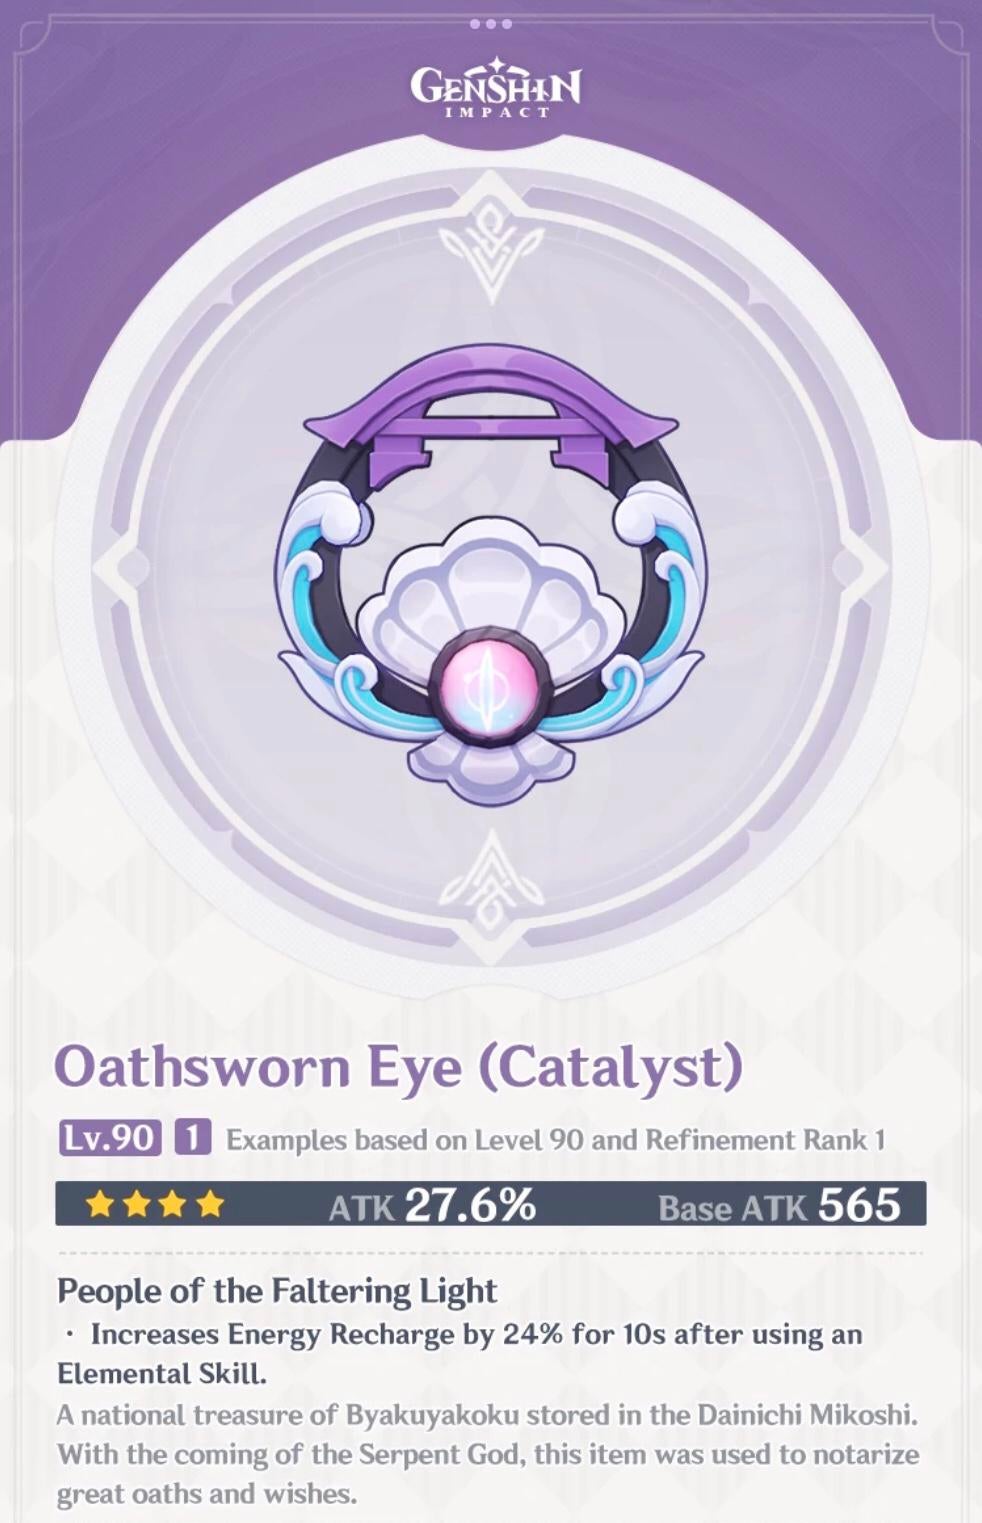 GENSHIN
IMPACT
Oathsworn Eye (Catalyst)
Lv.90 1 Examples based on Level 90 and Refinement Rank 1
ATK 27.6% Base ATK 565
People of the Faltering Light
· Increases Energy Recharge by 24% for 10s after using an
Elemental Skill.
A national treasure of Byakuyakoku stored in the Dainichi Mikoshi.
With the coming of the Serpent God, this item was used to notarize
great oaths and wishes.